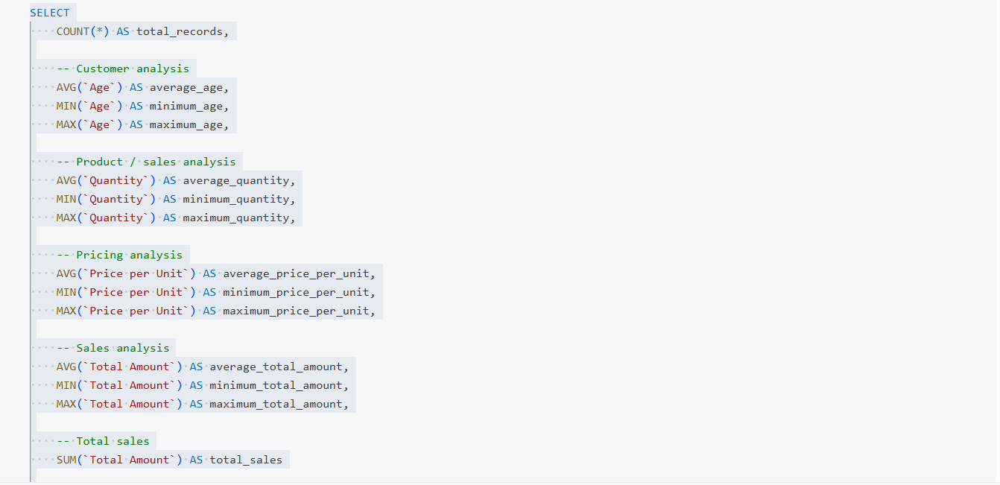 SELECT
COUNT(*) AS total_records,
-- Customer analysis
AVG(`Age`) AS average_age,
MIN(`Age`) AS minimum_age,
MAX(`Age`) AS maximum_age,
-- Product / sales analysis
AVG(`Quantity`) AS average_quantity,
MIN(`Quantity`) AS minimum_quantity,
MAX(`Quantity`) AS maximum_quantity,
-- Pricing analysis
AVG(`Price per Unit`) AS average_price_per_unit,
MIN(`Price per Unit`) AS minimum_price_per_unit,
MAX(`Price per Unit`) AS maximum_price_per_unit,
-- Sales analysis
AVG(`Total Amount`) AS average_total_amount,
MIN(`Total Amount`) AS minimum_total_amount,
MAX(`Total Amount`) AS maximum_total_amount,
-- Total sales
SUM(`Total Amount`) AS total_sales